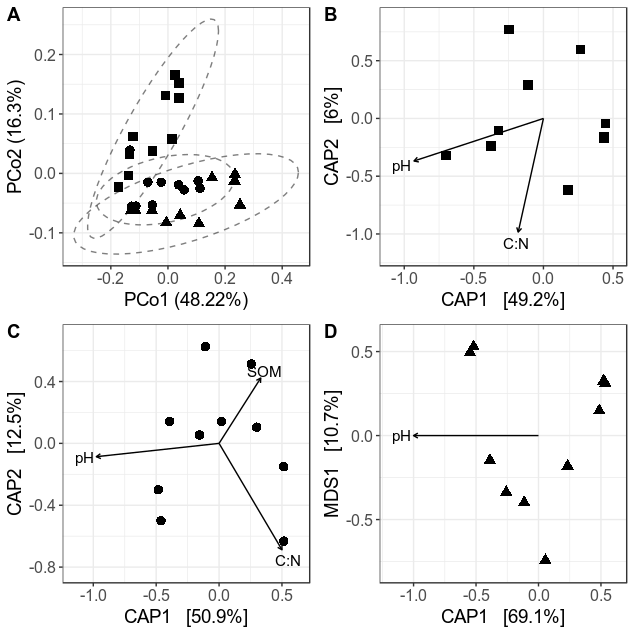 A
0.2
0.1
0.0
-0.1
PCo2 (16.3%)
-0.2
0.0
0.2
0.4
PCo1 (48.22%)
B
0.5
0.0
-0.5
-1.0
CAP2 [6%]
pH
C:N
-1.0
-0.5
0.0
0.5
CAP1 [49.2%]
C
0.4
0.0
-0.4
-0.8
CAP2 [12.5%]
SOM
pH
C:N
-1.0
-0.5
0.0
0.5
CAP1 [50.9%]
D
0.5
0.0
-0.5
MDS1 [10.7%]
pH
-1.0
-0.5
0.0
0.5
CAP1 [69.1%]